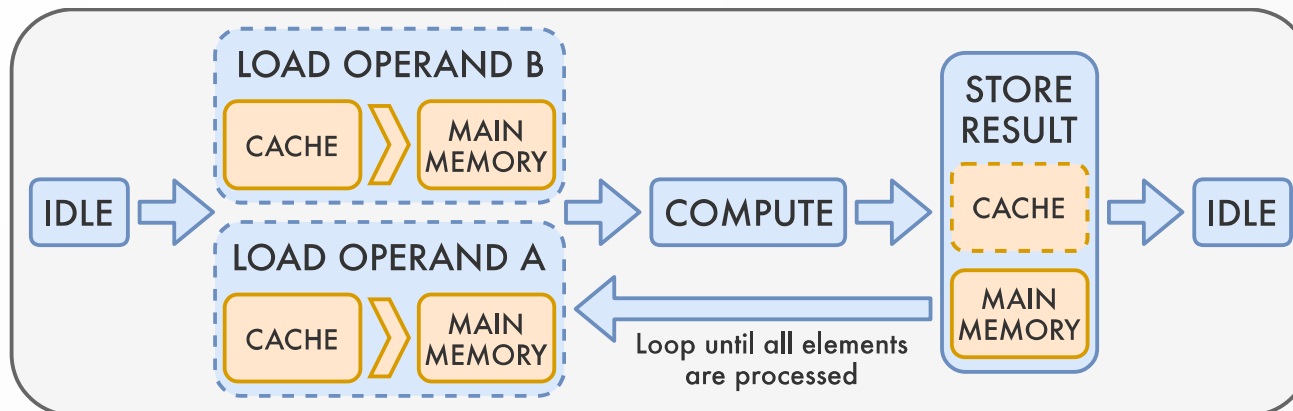 IDLE
LOAD OPERAND B
CACHE
MAIN
MEMORY
LOAD OPERAND A
CACHE
MAIN
MEMORY
COMPUTE
STORE
RESULT
CACHE
MAIN
MEMORY
Loop until all elements
are processed
IDLE